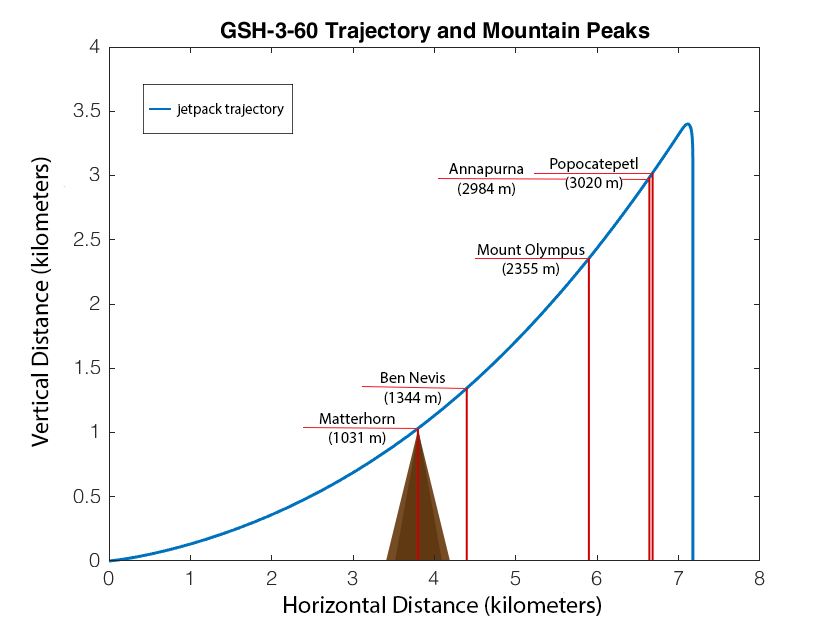 GSH-3-60 Trajectory and Mountain Peaks
4
3.5
3
2.5
2
1.5
1
0.5
0
Vertical Distance (kilometers)
jetpack trajectory
Annapurna
(2984 m)
Popocatepetl
(3020 m)
Mount Olympus
(2355 m)
Ben Nevis
(1344 m)
Matterhorn
(1031 m)
0 1 2 3 4 5 6 7 8
Horizontal Distance (kilometers)